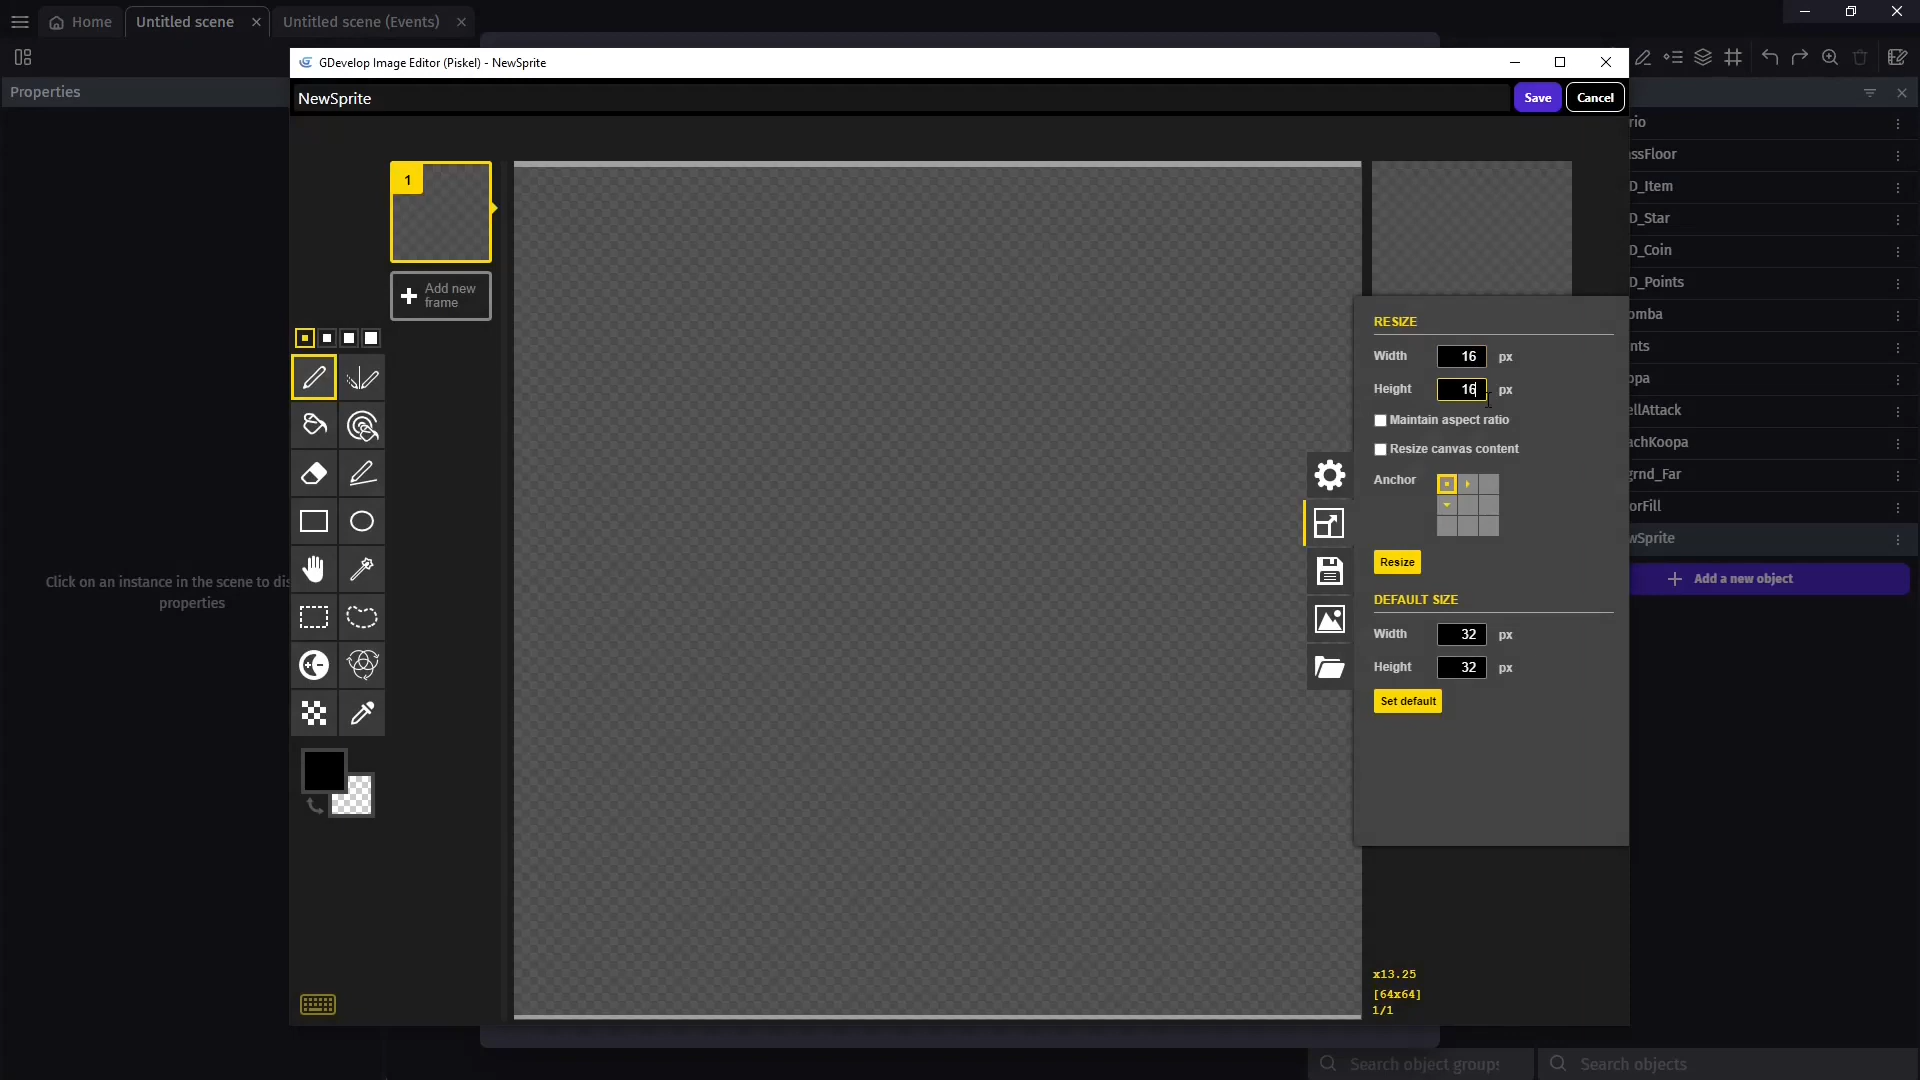 Home
Untitled scene
Untitled scene (Events)
GDevelop Image Editor (Piskel) - NewSprite
Properties
NewSprite
Save
Cancel
1
Add new
frame
Click on an instance in the scene to dis
properties
RESIZE
Width 16 px
Height 16 px
Maintain aspect ratio
Resize canvas content
Anchor
Resize
DEFAULT SIZE
Width 32 px
Height 32 px
Set default
x13.25
[64x64]
1/1
rio
ssFloor
D_Item
D_Star
D_Coin
D_Points
omba
nts
opa
ellAttack
achKoopa
grnd_Far
orFill
wSprite
Add a new object
Search object groups
Search objects